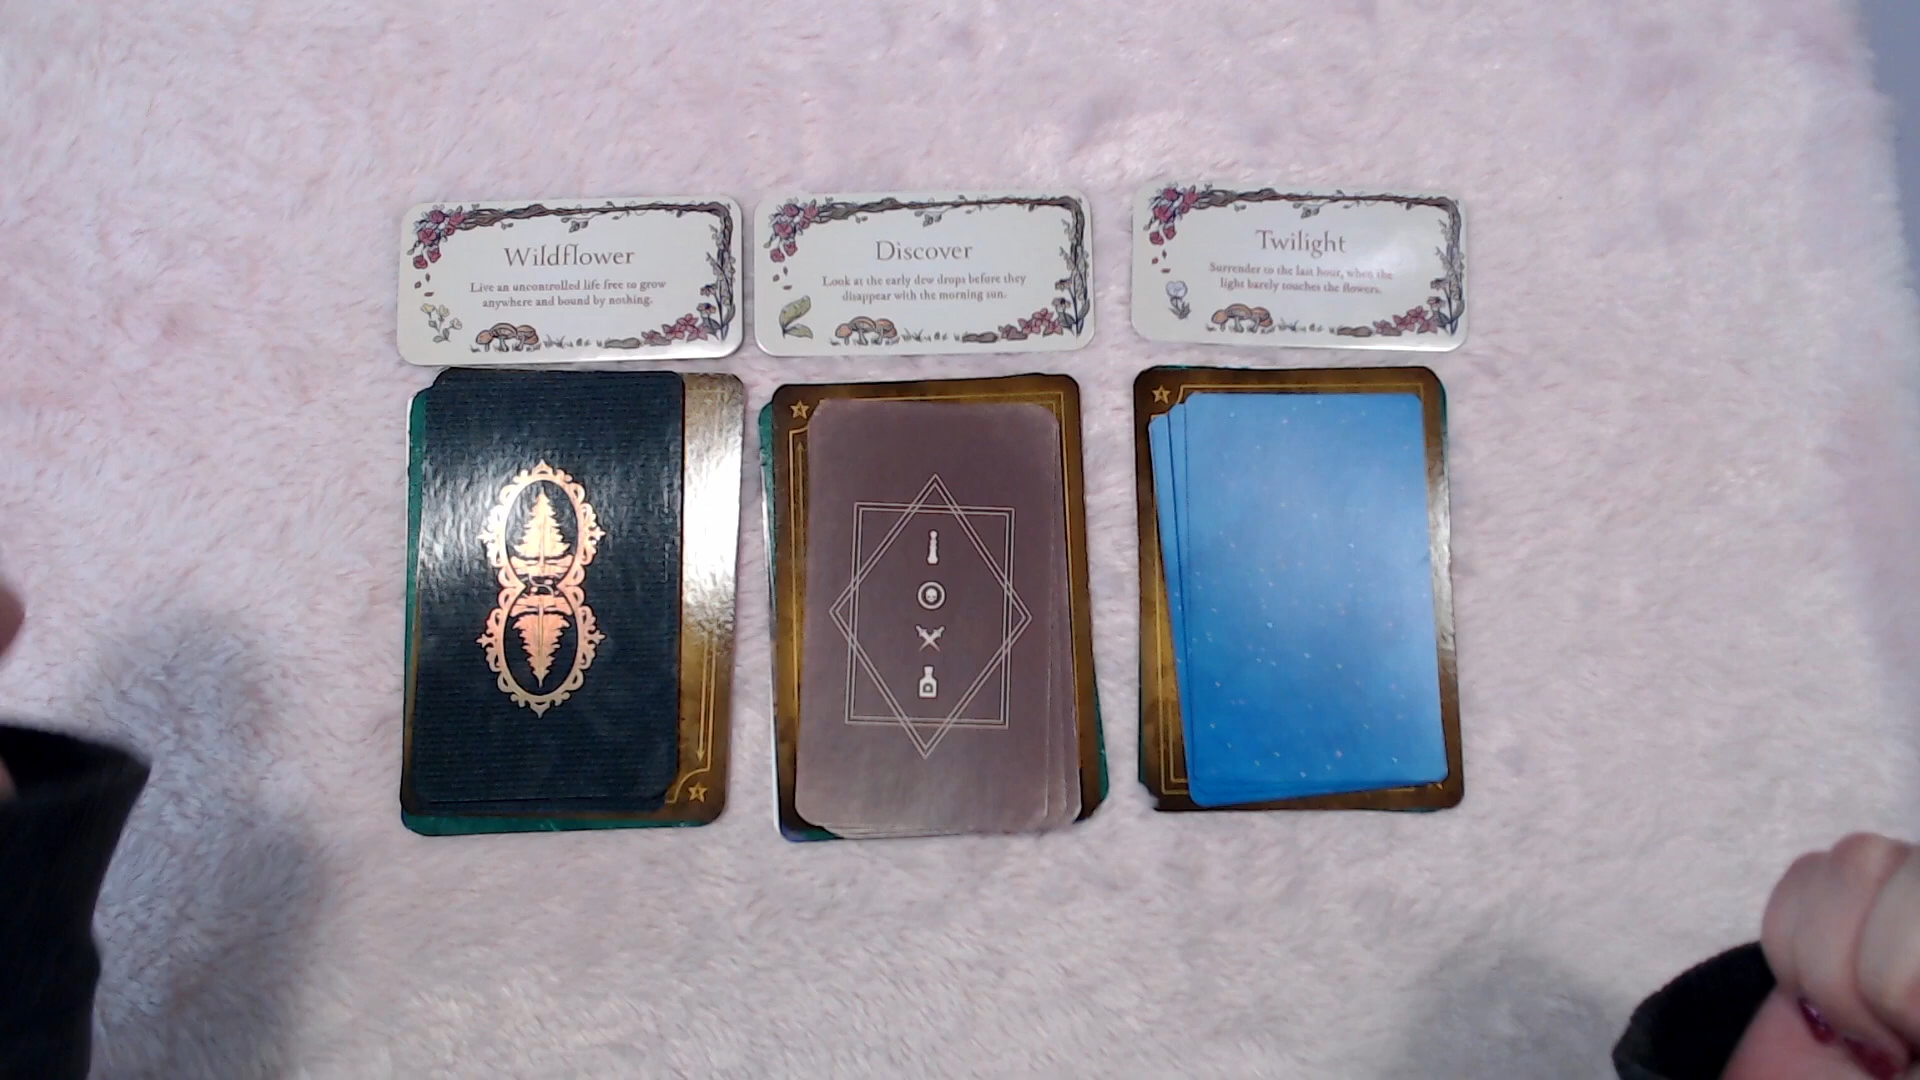 Wildflower
Live an uncontrolled life free to grow
anywhere and bound by nothing.
Discover
Look at the early dew drops before they
disappear with the morning sun.
Twilight
Surrender to the last hour, when the
light barely touches the flowers.